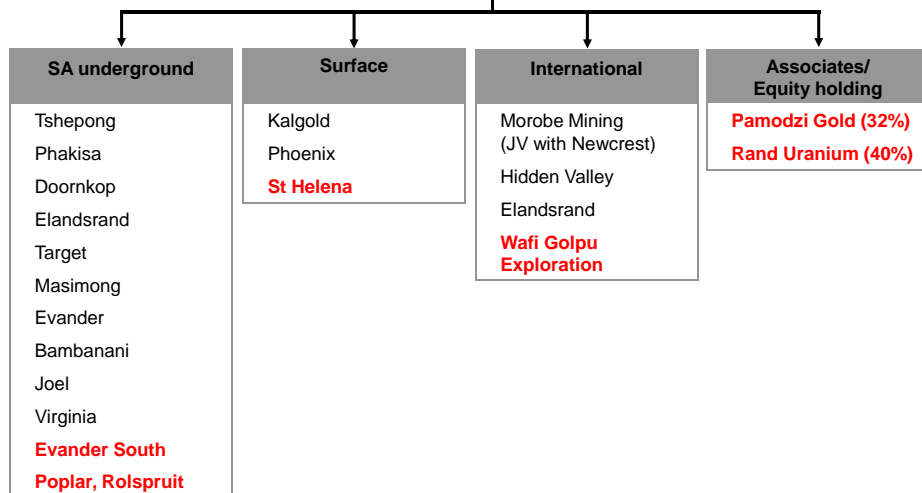 SA underground
Tshepong
Phakisa
Doornkop
Elandsrand
Target
Masimong
Evander
Bambanani
Joel
Virginia
Evander South
Poplar, Rolspruit
Surface
Kalgold
Phoenix
St Helena
International
Morobe Mining
(JV with Newcrest)
Hidden Valley
Elandsrand
Wafi Golpu
Exploration
Associates/
Equity holding
Pamodzi Gold (32%)
Rand Uranium (40%)